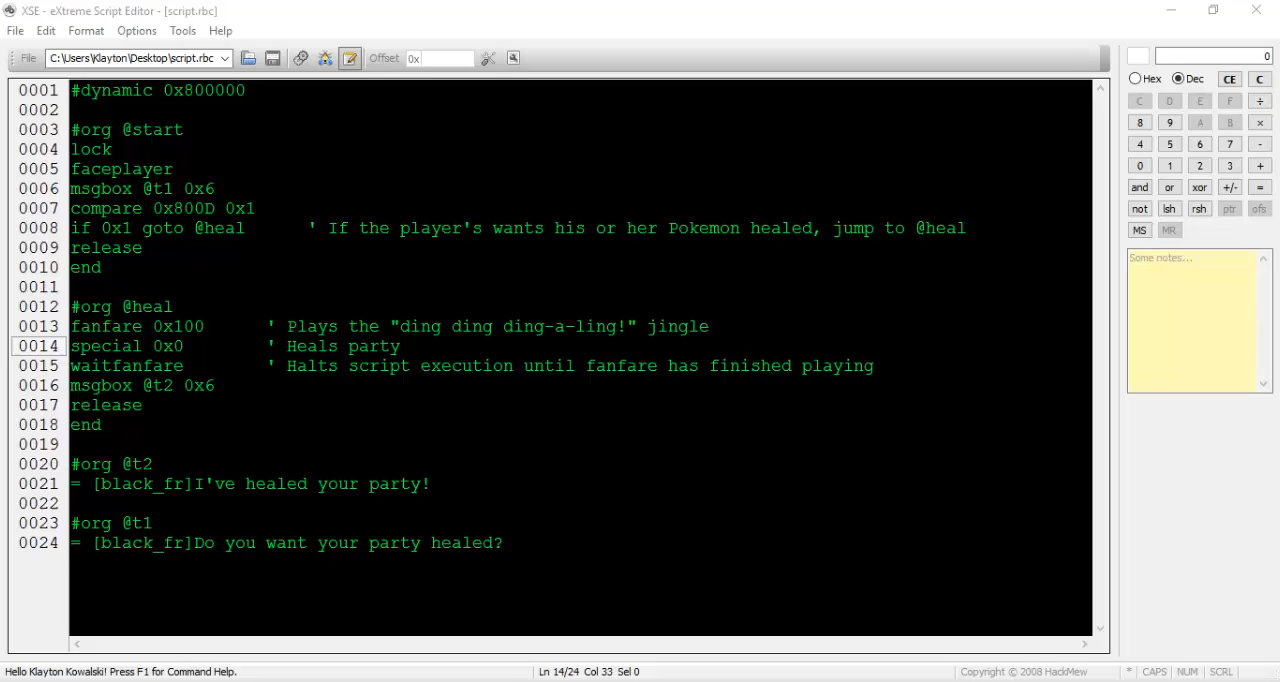 XSE - eXtreme Script Editor - [script.rbc]
File Edit Format Options Tools Help
File C:\Users\Klayton\Desktop\script.rbc Offset 0x
0001 #dynamic 0x800000
0002
0003 #org @start
0004 lock
0005 faceplayer
0006 msgbox @t1 0x6
0007 compare 0x800D 0x1
0008 if 0x1 goto @heal ' If the player's wants his or her Pokemon healed, jump to @heal
0009 release
0010 end
0011
0012 #org @heal
0013 fanfare 0x100 ' Plays the "ding ding ding-a-ling!" jingle
0014 special 0x0 ' Heals party
0015 waitfanfare ' Halts script execution until fanfare has finished playing
0016 msgbox @t2 0x6
0017 release
0018 end
0019
0020 #org @t2
0021 = [black_fr]I've healed your party!
0022
0023 #org @t1
0024 = [black_fr]Do you want your party healed?
0
Hex Dec CE C
C D E F ÷
8 9 A B ×
4 5 6 7 -
0 1 2 3 +
and or xor +/- =
not lsh rsh ptr ofs
MS MR
Some notes...
Hello Klayton Kowalski! Press F1 for Command Help. Ln 14/24 Col 33 Sel 0 Copyright © 2008 HackMew * CAPS NUM SCRL